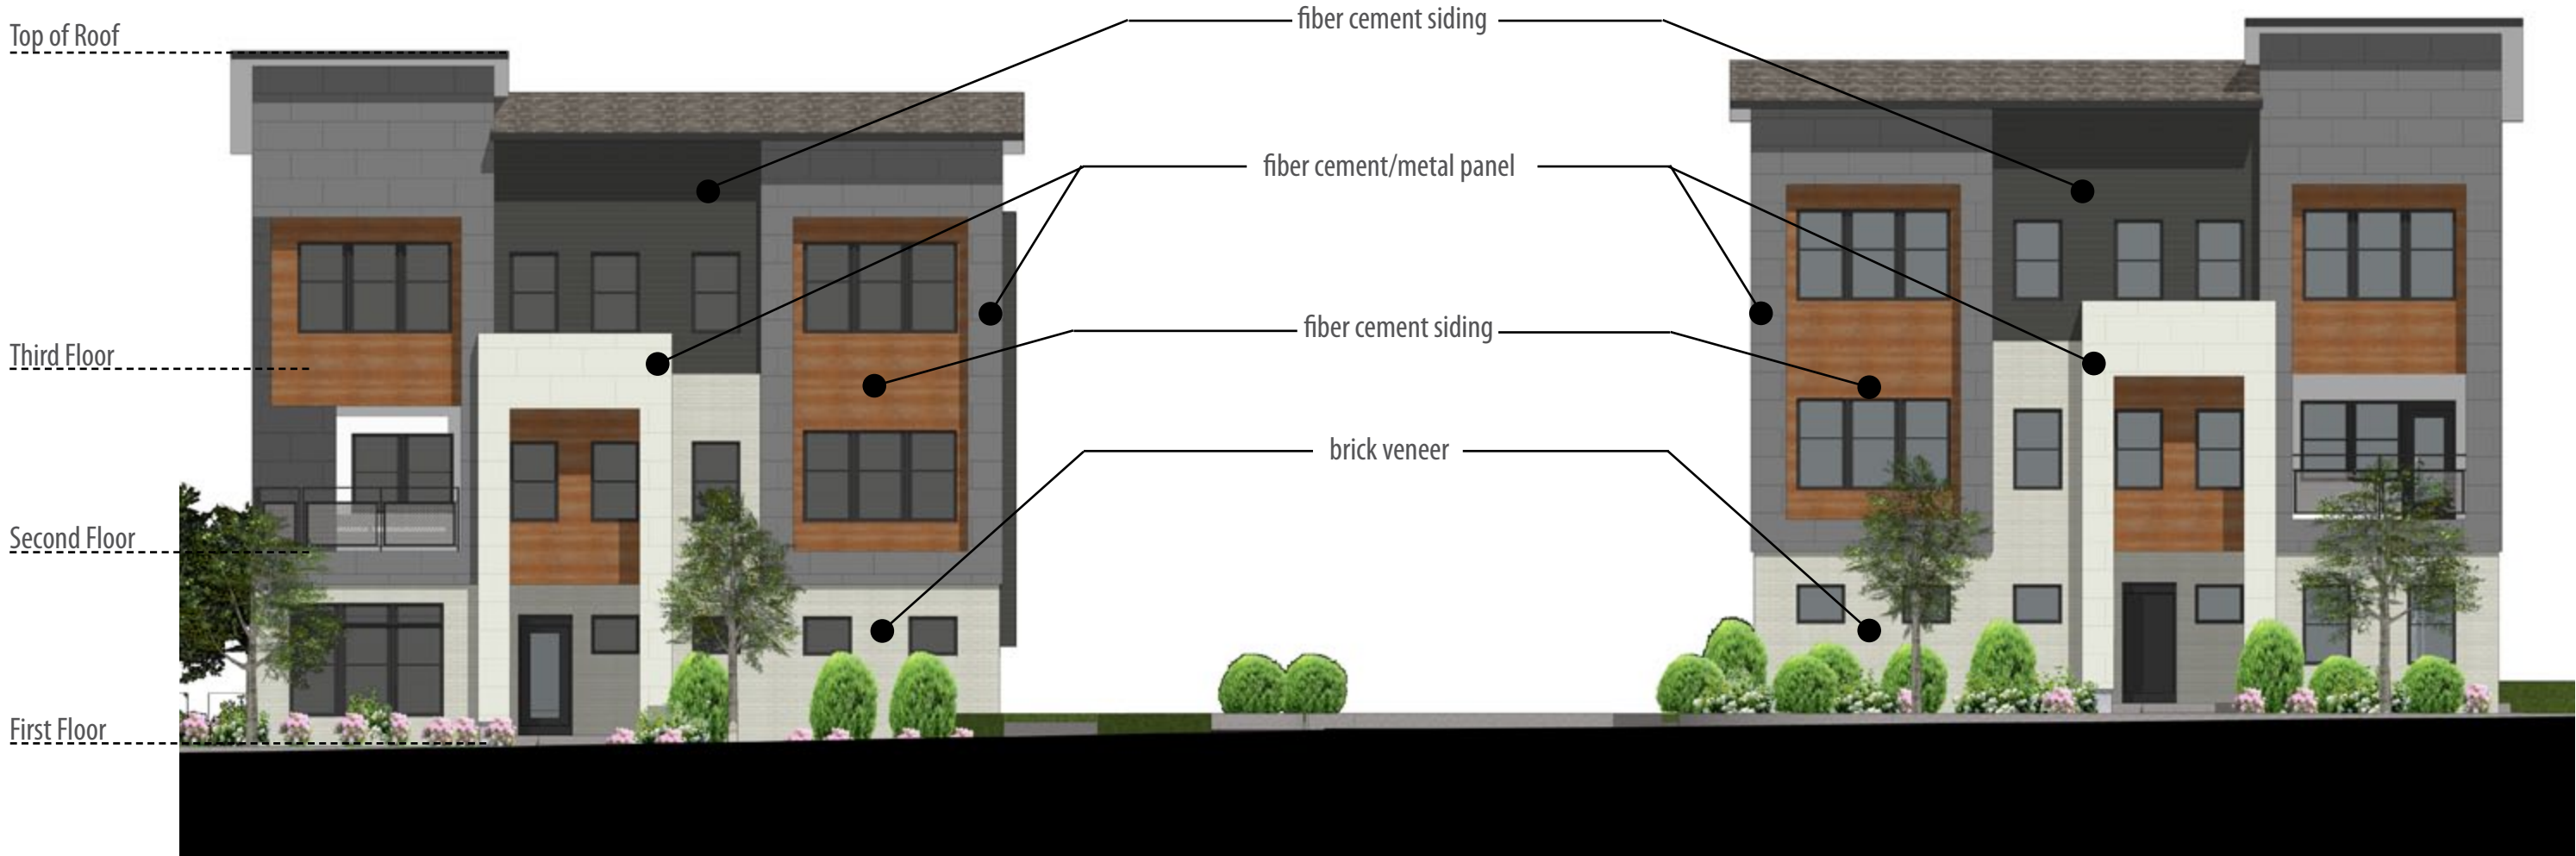 Top of Roof
fiber cement siding
fiber cement/metal panel
fiber cement siding
Third Floor
brick veneer
Second Floor
First Floor